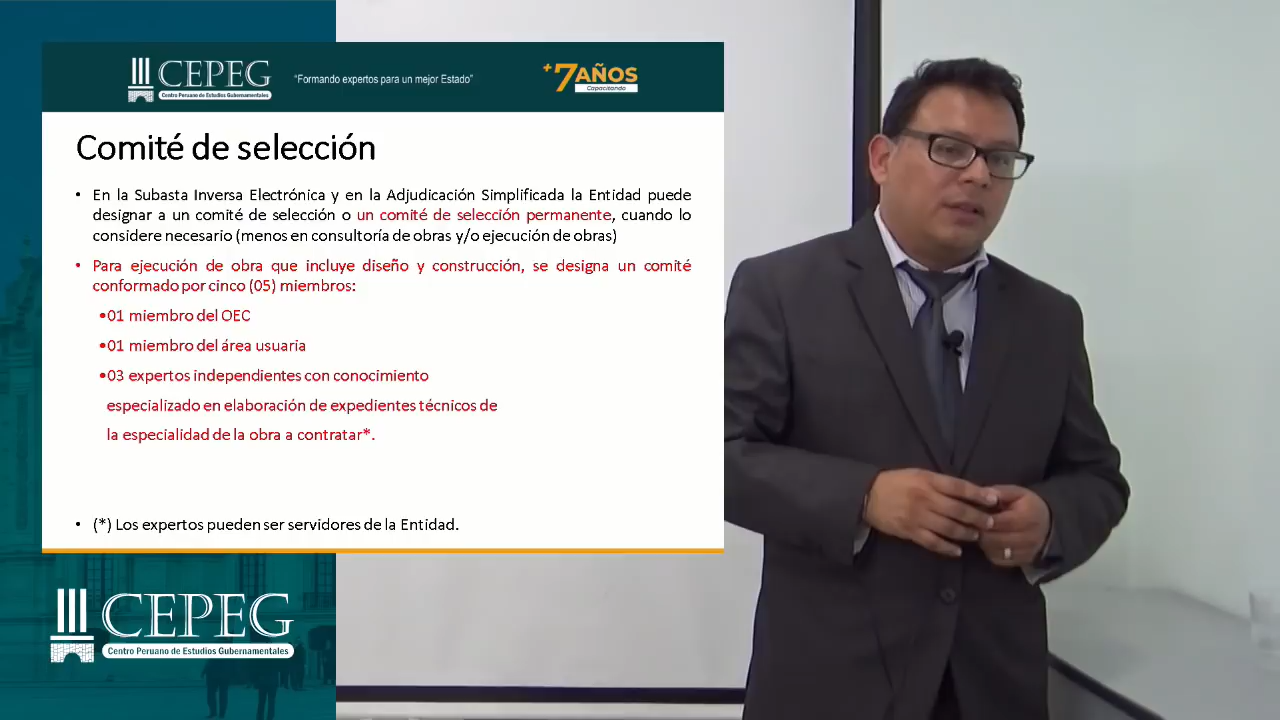 CEPEG
Centro Peruano de Estudios Gubernamentales
"Formando expertos para un mejor Estado"
+7 AÑOS
Capacitando
Comité de selección
• En la Subasta Inversa Electrónica y en la Adjudicación Simplificada la Entidad puede
designar a un comité de selección o un comité de selección permanente, cuando lo
considere necesario (menos en consultoría de obras y/o ejecución de obras)
• Para ejecución de obra que incluye diseño y construcción, se designa un comité
conformado por cinco (05) miembros:
•01 miembro del OEC
•01 miembro del área usuaria
•03 expertos independientes con conocimiento
especializado en elaboración de expedientes técnicos de
la especialidad de la obra a contratar*.
• (*) Los expertos pueden ser servidores de la Entidad.
CEPEG
Centro Peruano de Estudios Gubernamentales